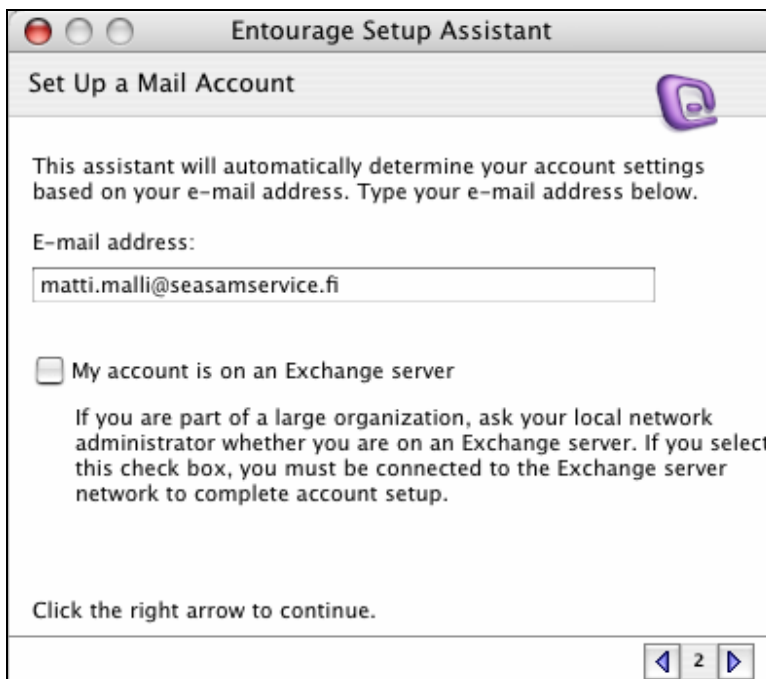 Entourage Setup Assistant
Set Up a Mail Account
This assistant will automatically determine your account settings
based on your e-mail address. Type your e-mail address below.
E-mail address:
matti.malli@seasamservice.fi
My account is on an Exchange server
If you are part of a large organization, ask your local network
administrator whether you are on an Exchange server. If you select
this check box, you must be connected to the Exchange server
network to complete account setup.
Click the right arrow to continue.
2